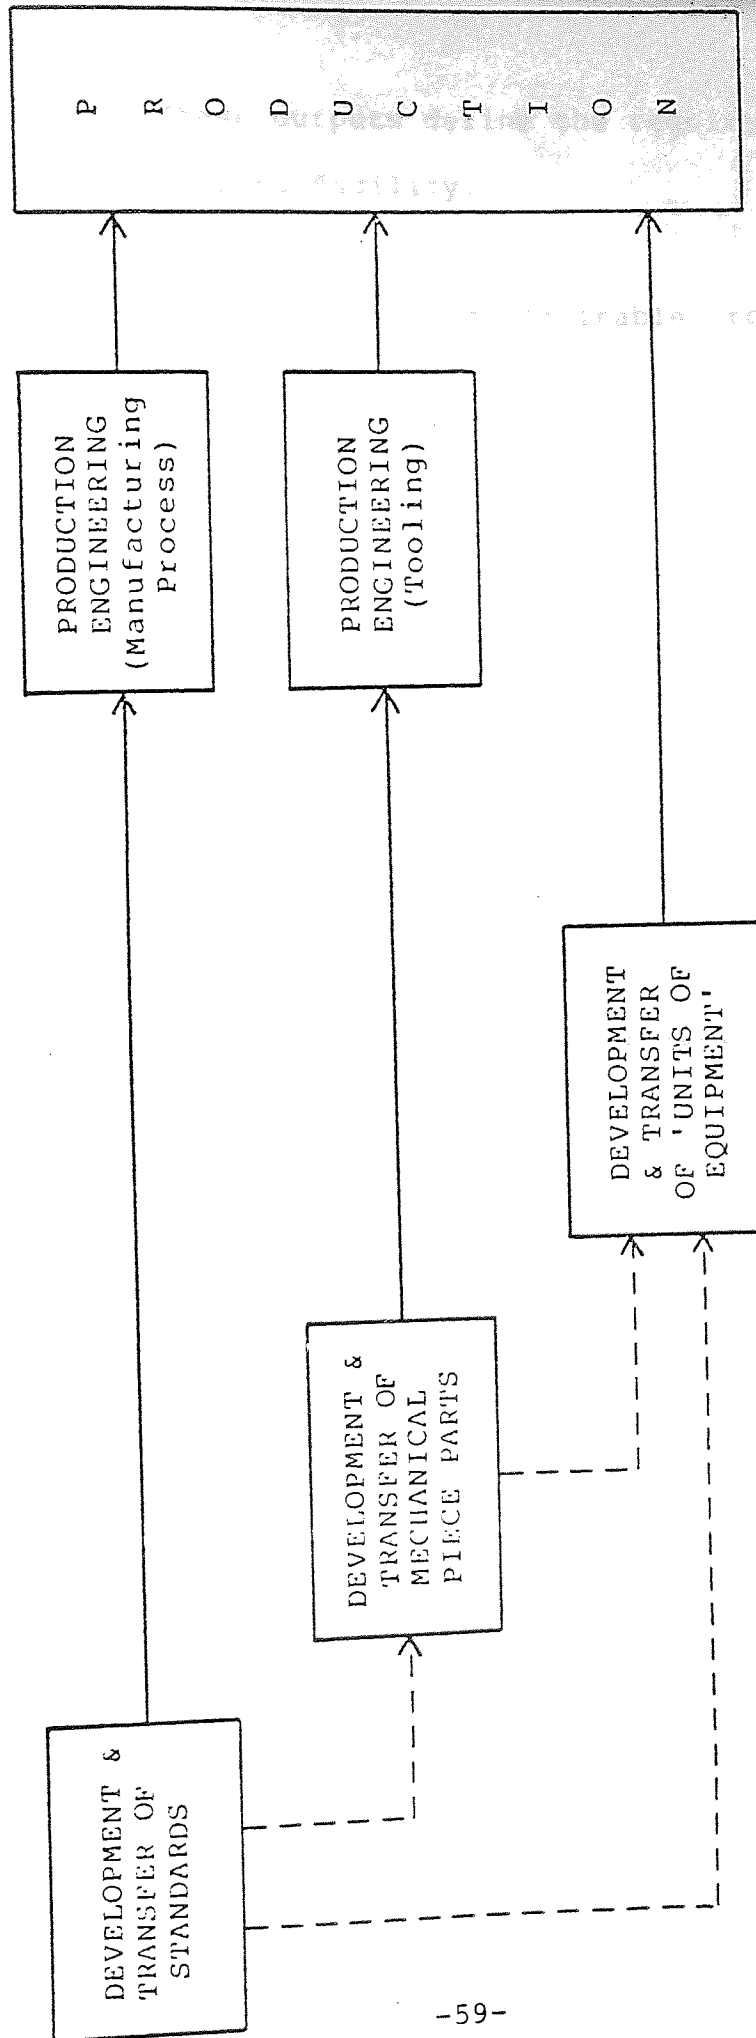 P R O D U C T I O N
PRODUCTION
ENGINEERING
(Manufacturing
Process)
PRODUCTION
ENGINEERING
(Tooling)
DEVELOPMENT
& TRANSFER
OF 'UNITS OF
EQUIPMENT'
DEVELOPMENT &
TRANSFER OF
MECHANICAL
PIECE PARTS
DEVELOPMENT &
TRANSFER OF
STANDARDS
-59-